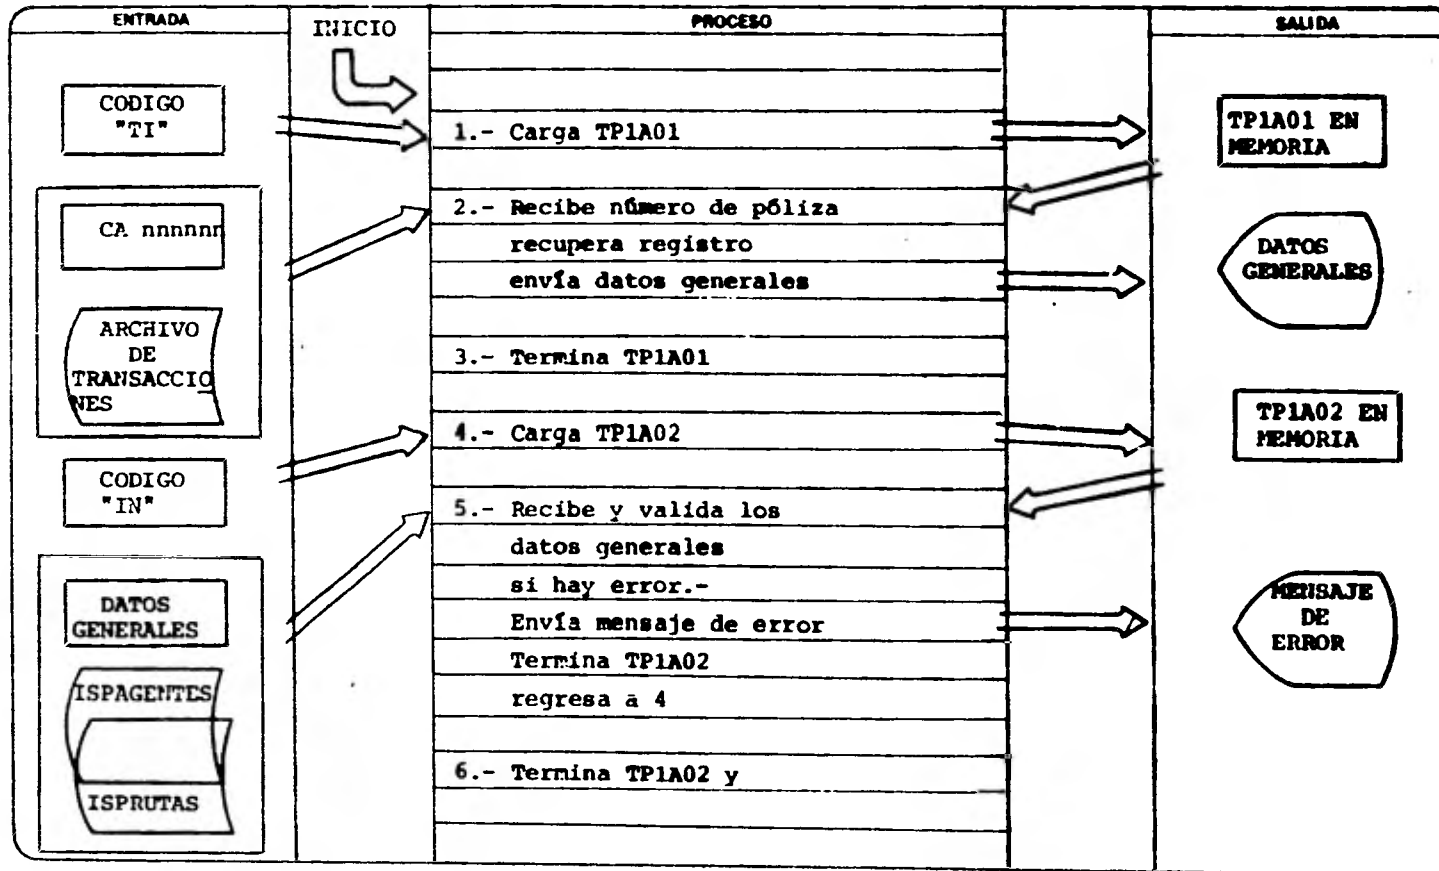 ENTRADA
INICIO
PROCESO
SALIDA
CODIGO
"TI"
CA nnnnnn
ARCHIVO
DE
TRANSACCIO
NES
CODIGO
"IN"
DATOS
GENERALES
ISPAGENTES
ISPRUTAS
1.- Carga TP1A01
2.- Recibe número de póliza
recupera registro
envía datos generales
3.- Termina TP1A01
4.- Carga TP1A02
5.- Recibe y valida los
datos generales
si hay error.-
Envía mensaje de error
Termina TP1A02
regresa a 4
6.- Termina TP1A02 y
TP1A01 EN
MEMORIA
DATOS
GENERALES
TP1A02 EN
MEMORIA
MENSAJE
DE
ERROR